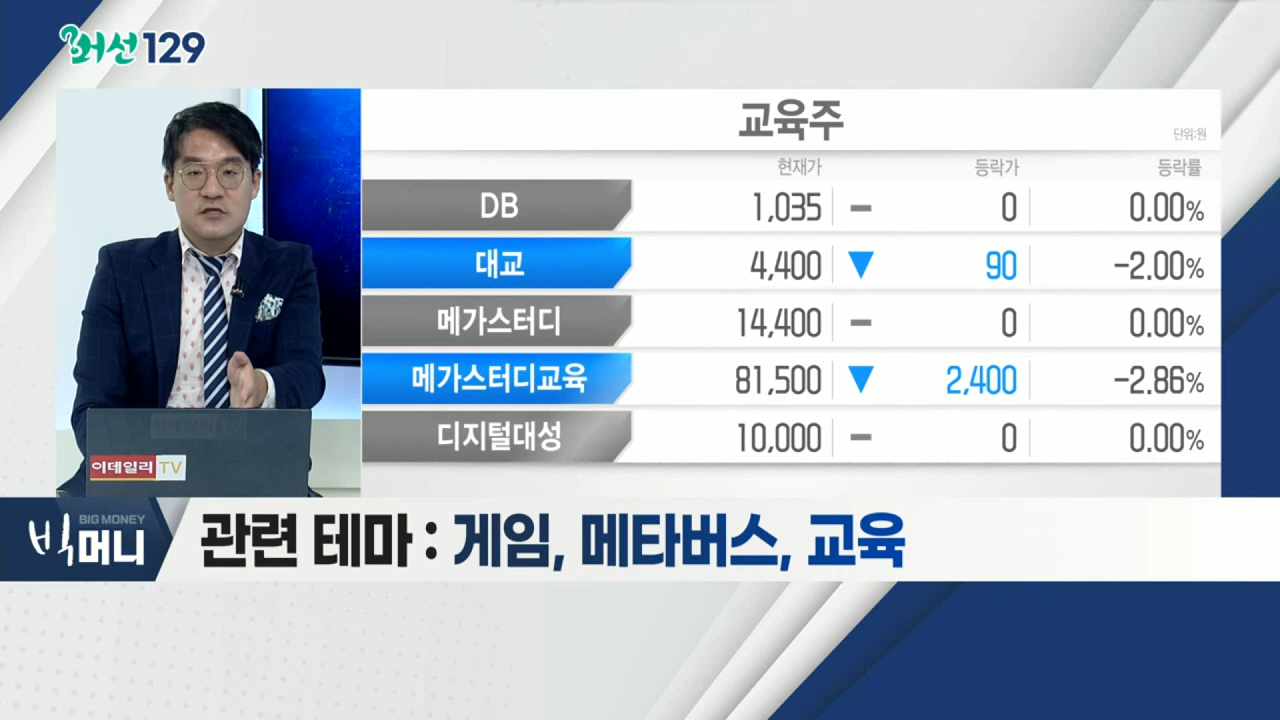 머선129
교육주
단위:원
현재가 등락가 등락률
DB 1,035 - 0 0.00%
대교 4,400 ▼ 90 -2.00%
메가스터디 14,400 - 0 0.00%
메가스터디교육 81,500 ▼ 2,400 -2.86%
디지털대성 10,000 - 0 0.00%
이데일리TV
BIG MONEY
빅머니
관련 테마 : 게임, 메타버스, 교육